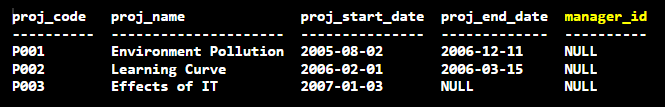 proj_code proj_name proj_start_date proj_end_date manager_id
---------- --------------------- --------------- ------------- ----------
P001 Environment Pollution 2005-08-02 2006-12-11 NULL
P002 Learning Curve 2006-02-01 2006-03-15 NULL
P003 Effects of IT 2007-01-03 NULL NULL